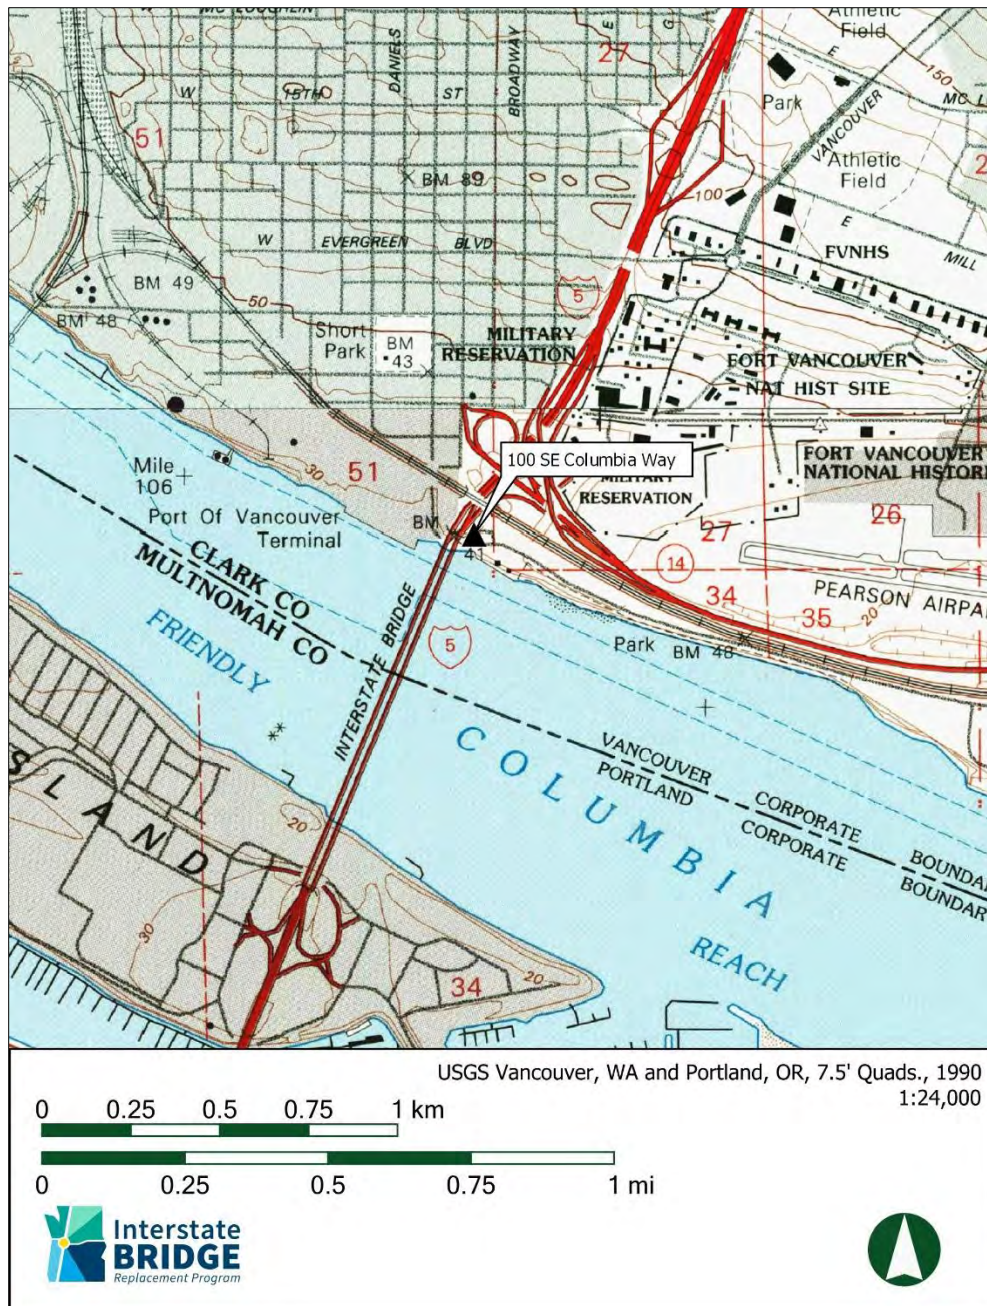 MC LOUGHLIN
Athletic
Field
W
DANIELS
BROADWAY
E
G
27
E
150
W
15TH
ST
Park
VANCOUVER
MC L
51
Athletic
Field
2
BM 89
100
W
EVERGREEN
BLVD
E
FVNHS
MILL
BM 49
5
50
BM 48
Short
Park
BM
43
MILITARY
RESERVATION
FORT VANCOUVER
NAT HIST SITE
30
51
100 SE Columbia Way
FORT VANCOUVER
NATIONAL HISTORI
Mile
106
MILITARY
RESERVATION
Port Of Vancouver
Terminal
BM
41
27
26
14
CLARK CO
MULTNOMAH CO
34
35
PEARSON AIRPA
20
FRIENDLY
INTERSTATE BRIDGE
5
Park
BM 48
SLAND
COLUMBIA
VANCOUVER
PORTLAND
CORPORATE
CORPORATE
BOUNDA
BOUNDAR
20
30
REACH
34
20
USGS Vancouver, WA and Portland, OR, 7.5' Quads., 1990
1:24,000
0 0.25 0.5 0.75 1 km
0 0.25 0.5 0.75 1 mi
Interstate
BRIDGE
Replacement Program